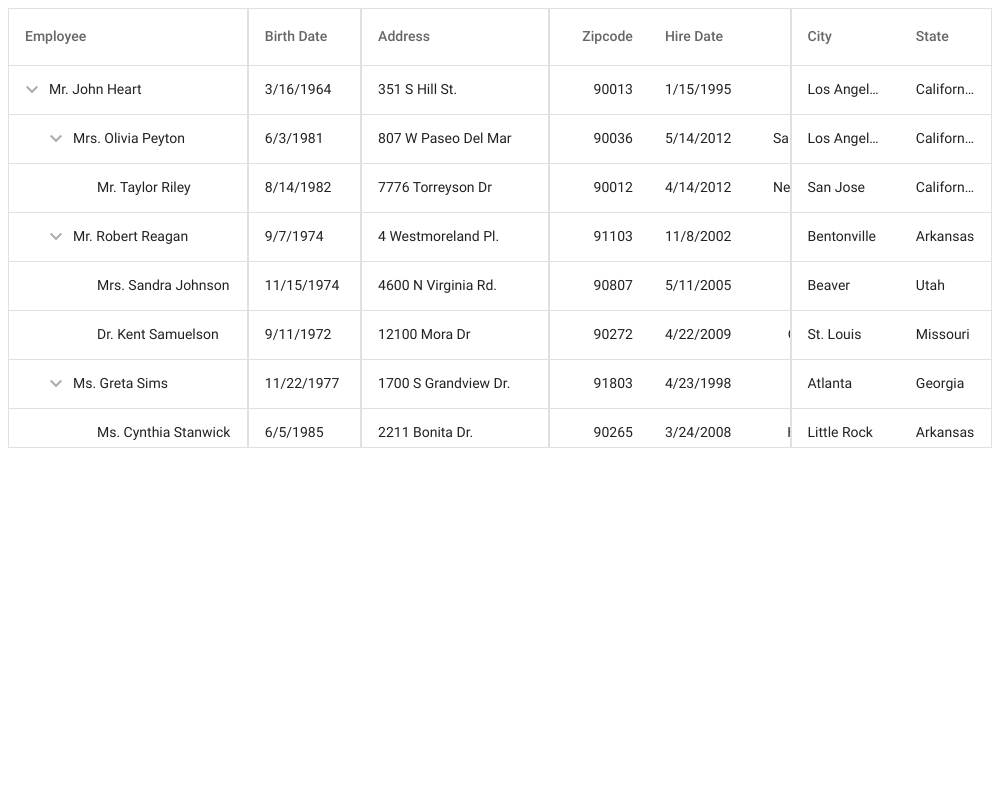 Employee Birth Date Address Zipcode Hire Date City State
Mr. John Heart 3/16/1964 351 S Hill St. 90013 1/15/1995 Los Angel… Californ…
Mrs. Olivia Peyton 6/3/1981 807 W Paseo Del Mar 90036 5/14/2012 Sa Los Angel… Californ…
Mr. Taylor Riley 8/14/1982 7776 Torreyson Dr 90012 4/14/2012 Ne San Jose Californ…
Mr. Robert Reagan 9/7/1974 4 Westmoreland Pl. 91103 11/8/2002 Bentonville Arkansas
Mrs. Sandra Johnson 11/15/1974 4600 N Virginia Rd. 90807 5/11/2005 Beaver Utah
Dr. Kent Samuelson 9/11/1972 12100 Mora Dr 90272 4/22/2009 St. Louis Missouri
Ms. Greta Sims 11/22/1977 1700 S Grandview Dr. 91803 4/23/1998 Atlanta Georgia
Ms. Cynthia Stanwick 6/5/1985 2211 Bonita Dr. 90265 3/24/2008 Little Rock Arkansas